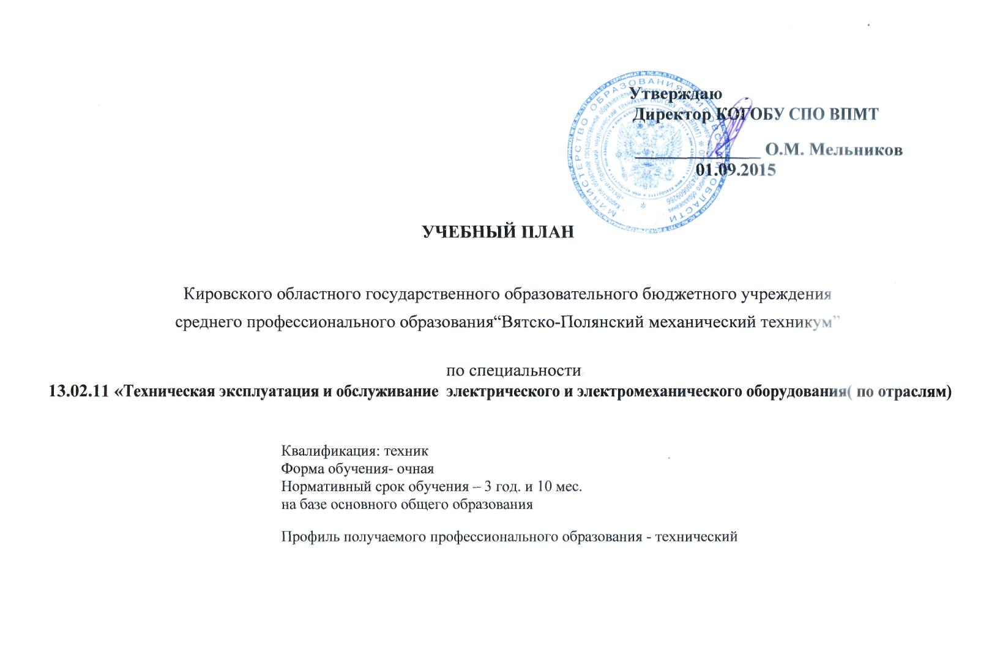 Утверждаю
Директор КОГОБУ СПО ВПМТ
______________ О.М. Мельников
01.09.2015
МИНИСТЕРСТВО ОБРАЗОВАНИЯ КИРОВСКОЙ ОБЛАСТИ
УЧЕБНЫЙ ПЛАН
Кировского областного государственного образовательного бюджетного учреждения
среднего профессионального образования“Вятско-Полянский механический техникум”
по специальности
13.02.11 «Техническая эксплуатация и обслуживание электрического и электромеханического оборудования( по отраслям)
Квалификация: техник
Форма обучения- очная
Нормативный срок обучения – 3 год. и 10 мес.
на базе основного общего образования
Профиль получаемого профессионального образования - технический